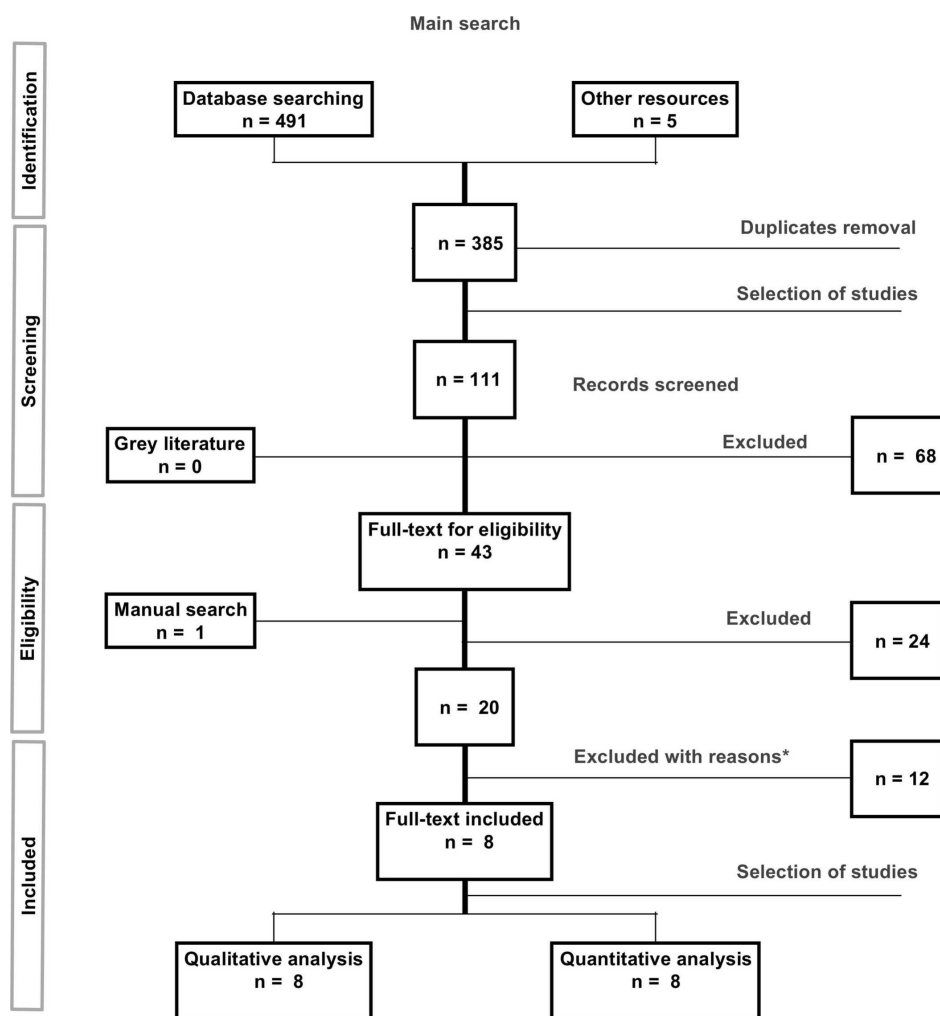 Main search
Identification
Database searching
n = 491
Other resources
n = 5
n = 385
Duplicates removal
Selection of studies
Screening
n = 111
Records screened
Grey literature
n = 0
Excluded
n = 68
Full-text for eligibility
n = 43
Eligibility
Manual search
n = 1
Excluded
n = 24
n = 20
Excluded with reasons*
n = 12
Included
Full-text included
n = 8
Selection of studies
Qualitative analysis
n = 8
Quantitative analysis
n = 8